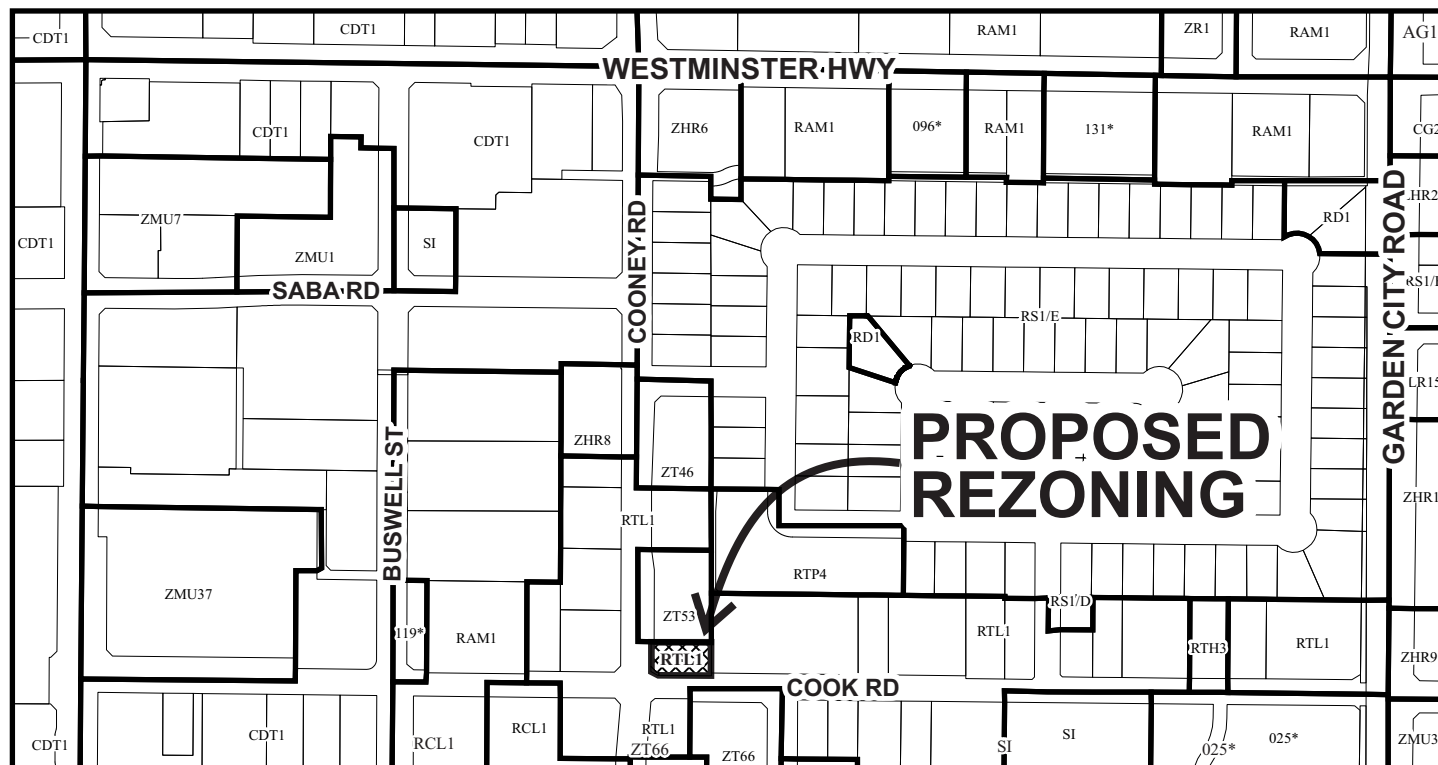 CDT1
CDT1
RAM1
ZR1
RAM1
AG1
WESTMINSTER HWY
CDT1
CDT1
ZHR6
RAM1
096*
RAM1
131*
RAM1
CG2
ZMU7
SI
COONEY RD
RD1
GARDEN CITY ROAD
CDT1
ZMU1
SABA RD
RS1/E
RD1
ZHR8
PROPOSED
REZONING
BUSWELL ST
ZT46
RTL1
ZHR1
RTP4
ZMU37
ZT53
RS1/D
119*
RAM1
RTL1
RTH3
RTL1
RTL1
ZHR9
COOK RD
CDT1
CDT1
RCL1
RCL1
RTL1
ZT66
ZT66
SI
SI
025*
025*
ZMU3